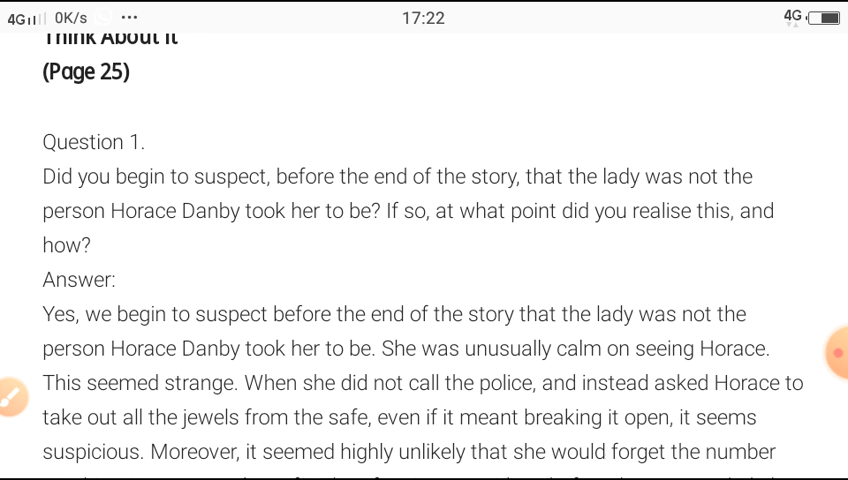 4G 0K/s ... 17:22 4G
Think About it
(Page 25)
Question 1.
Did you begin to suspect, before the end of the story, that the lady was not the
person Horace Danby took her to be? If so, at what point did you realise this, and
how?
Answer:
Yes, we begin to suspect before the end of the story that the lady was not the
person Horace Danby took her to be. She was unusually calm on seeing Horace.
This seemed strange. When she did not call the police, and instead asked Horace to
take out all the jewels from the safe, even if it meant breaking it open, it seems
suspicious. Moreover, it seemed highly unlikely that she would forget the number